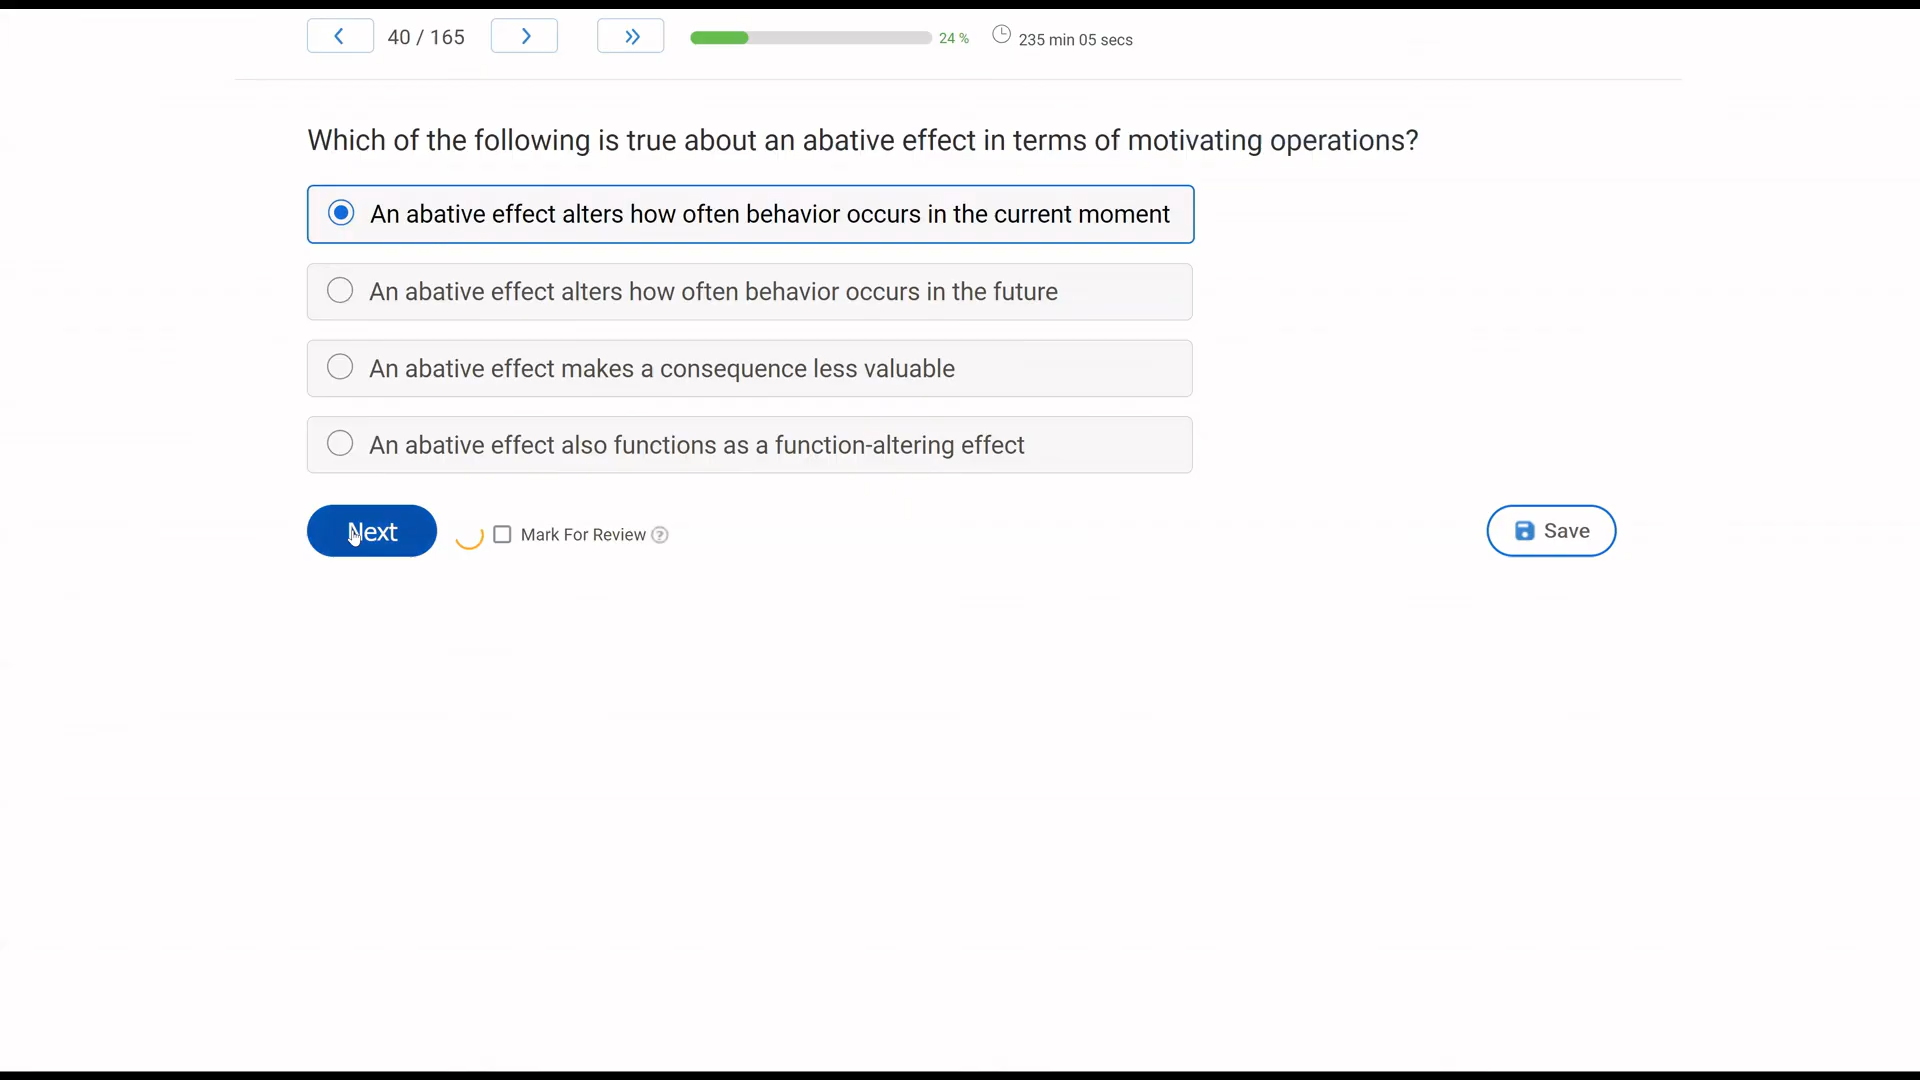 40 / 165
24 %
235 min 05 secs
Which of the following is true about an abative effect in terms of motivating operations?
An abative effect alters how often behavior occurs in the current moment
An abative effect alters how often behavior occurs in the future
An abative effect makes a consequence less valuable
An abative effect also functions as a function-altering effect
Next
Mark For Review ?
Save